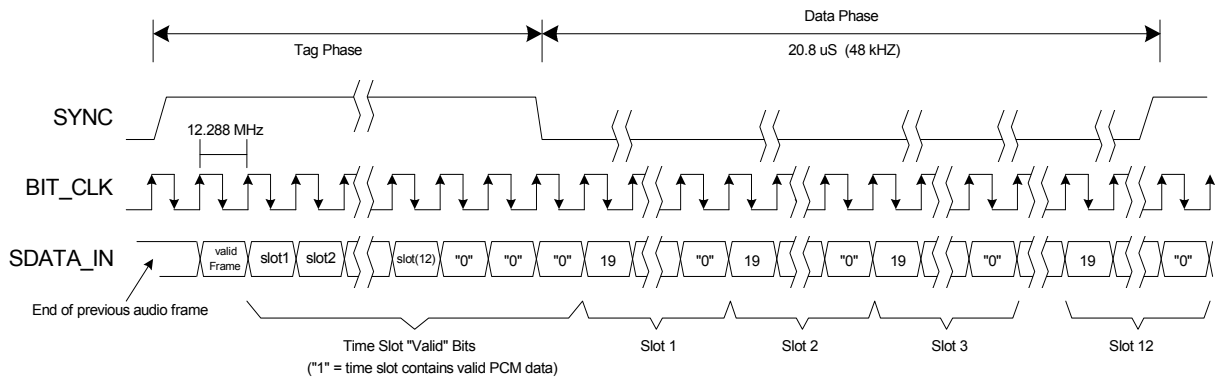 Data Phase
Tag Phase
20.8 uS (48 kHZ)
SYNC
12.288 MHz
BIT_CLK
SDATA_IN
valid Frame
slot1
slot2
slot(12)
"0"
"0"
"0"
19
"0"
19
"0"
19
"0"
19
"0"
End of previous audio frame
Time Slot "Valid" Bits
("1" = time slot contains valid PCM data)
Slot 1
Slot 2
Slot 3
Slot 12